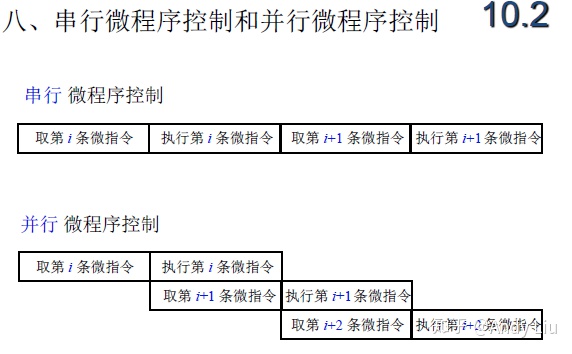 八、串行微程序控制和并行微程序控制 10.2
串行 微程序控制
取第 i 条微指令 执行第 i 条微指令 取第 i+1 条微指令 执行第 i+1 条微指令
并行 微程序控制
取第 i 条微指令 执行第 i 条微指令
取第 i+1 条微指令 执行第 i+1 条微指令
取第 i+2 条微指令 执行第 i+2 条微指令
知乎 @Andy Liu